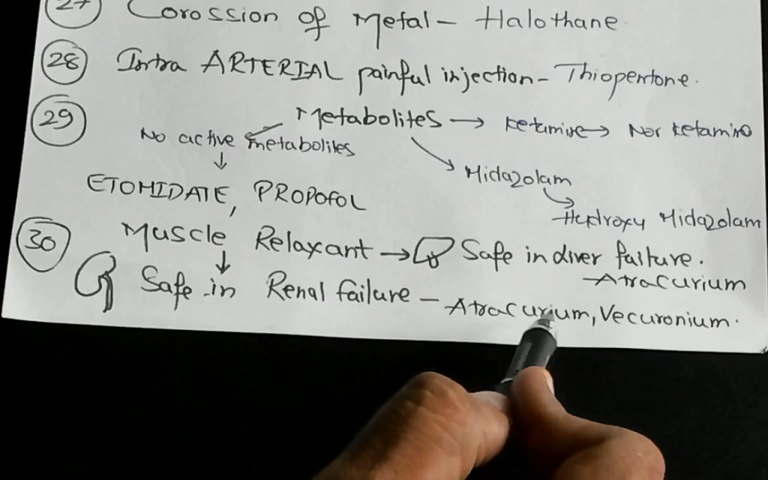 27 Corossion of Metal - Halothane
28 Intra ARTERIAL painful injection - Thiopentone.
29 Metabolites → Ketamine → Nor Ketamine
No active metabolites
↓
ETOMIDATE, PROPOFOL
Midazolam
Hydroxy Midazolam
30 Muscle Relaxant → Safe in liver failure.
- Atracurium
↓ Safe in Renal failure - Atracurium, Vecuronium.